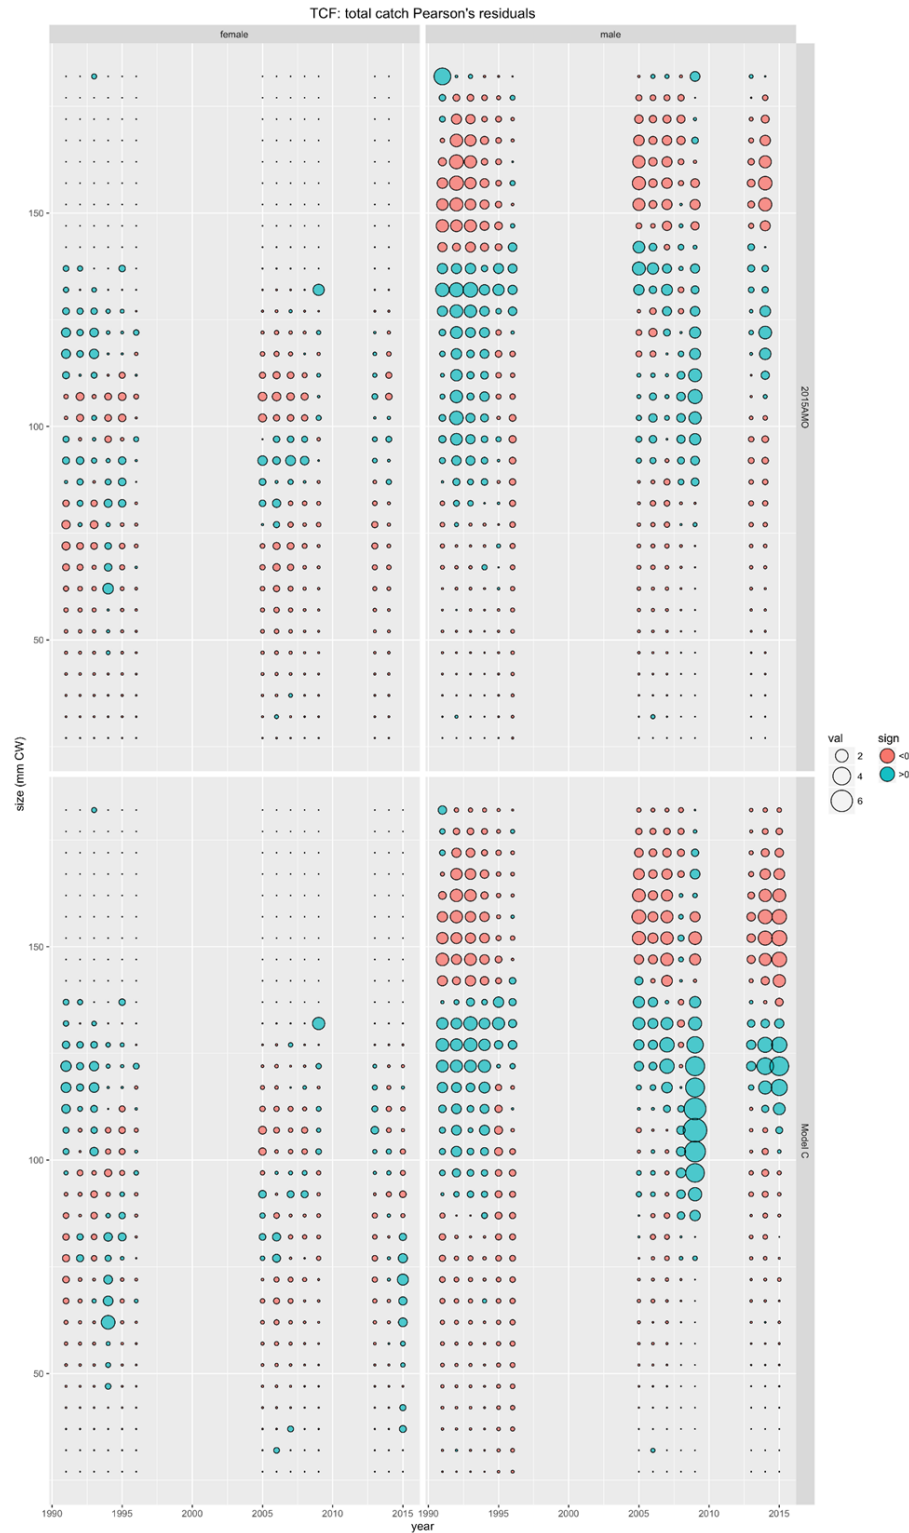 TCF: total catch Pearson's residuals
female male
150
100
50
2015AMO
size (mm CW)
val sign
2 <0
4 >0
6
150
100
50
Model C
1990 1995 2000 2005 2010 2015 1990 1995 2000 2005 2010 2015
year